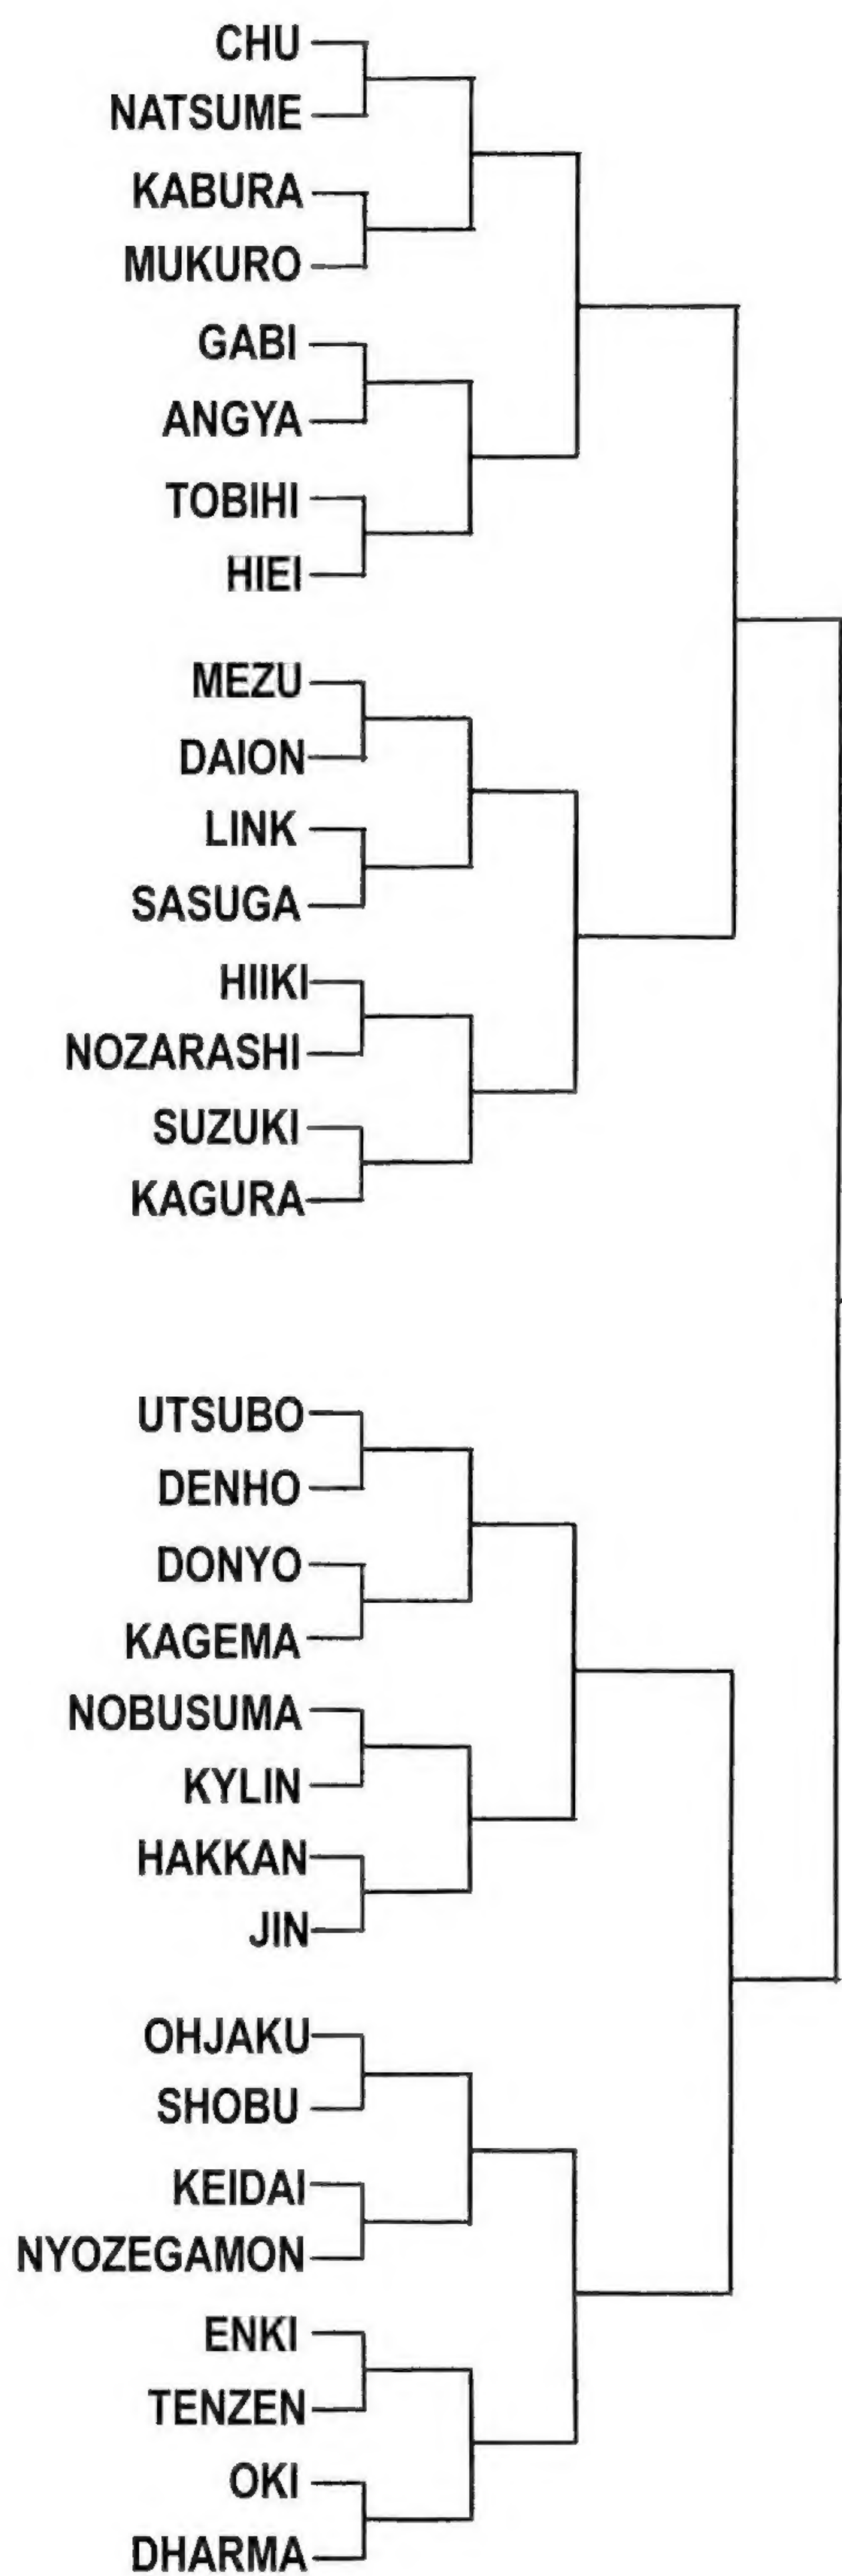 CHU
NATSUME
KABURA
MUKURO
GABI
ANGYA
TOBIHI
HIEI
MEZU
DAION
LINK
SASUGA
HIIKI
NOZARASHI
SUZUKI
KAGURA
UTSUBO
DENHO
DONYO
KAGEMA
NOBUSUMA
KYLIN
HAKKAN
JIN
OHJAKU
SHOBU
KEIDAI
NYOZEGAMON
ENKI
TENZEN
OKI
DHARMA